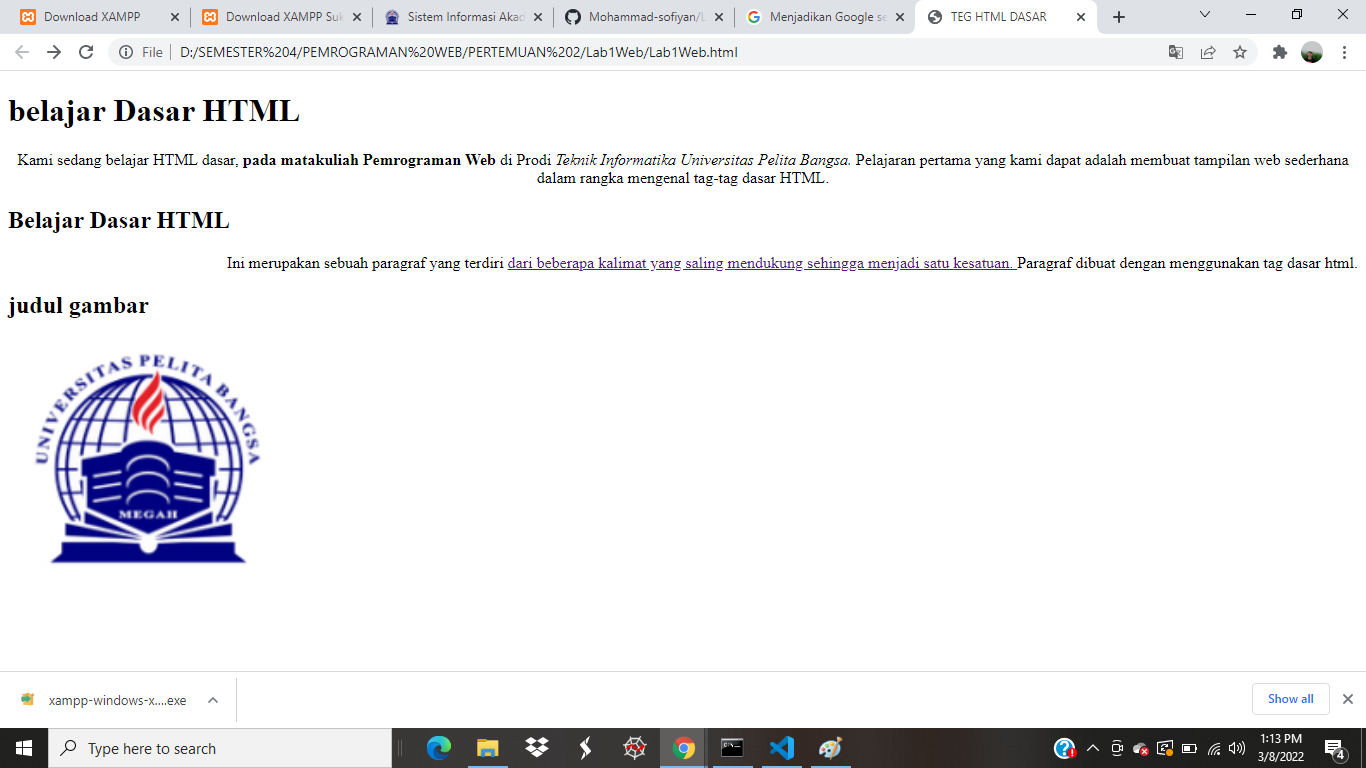 Download XAMPP
Download XAMPP Suk
Sistem Informasi Akad
Mohammad-sofiyan/L
Menjadikan Google se
TEG HTML DASAR
File
D:/SEMESTER%204/PEMROGRAMAN%20WEB/PERTEMUAN%202/Lab1Web/Lab1Web.html
belajar Dasar HTML
Kami sedang belajar HTML dasar, pada matakuliah Pemrograman Web di Prodi Teknik Informatika Universitas Pelita Bangsa. Pelajaran pertama yang kami dapat adalah membuat tampilan web sederhana
dalam rangka mengenal tag-tag dasar HTML.
Belajar Dasar HTML
Ini merupakan sebuah paragraf yang terdiri dari beberapa kalimat yang saling mendukung sehingga menjadi satu kesatuan. Paragraf dibuat dengan menggunakan tag dasar html.
judul gambar
UNIVERSITAS PELITA BANGSA
MEGAH
xampp-windows-x....exe
Show all
Type here to search
1:13 PM
3/8/2022
4